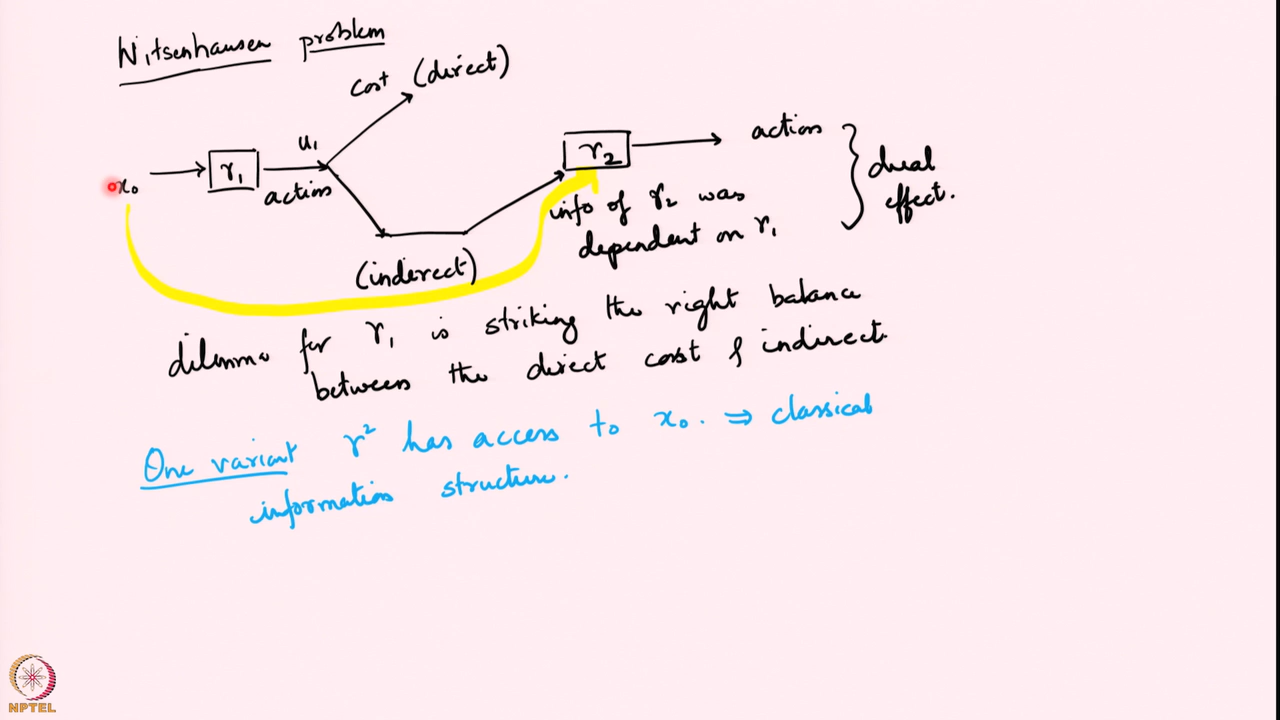 Witsenhausen problem
cost (direct)
u₁
x₀ γ₁ action γ₂ action
dual effect.
info of γ₂ was
dependent on γ₁
(indirect)
dilemma for γ₁ is striking the right balance
between the direct cost & indirect
One variant γ² has access to x₀. ⇒ classical
information structure.
NPTEL